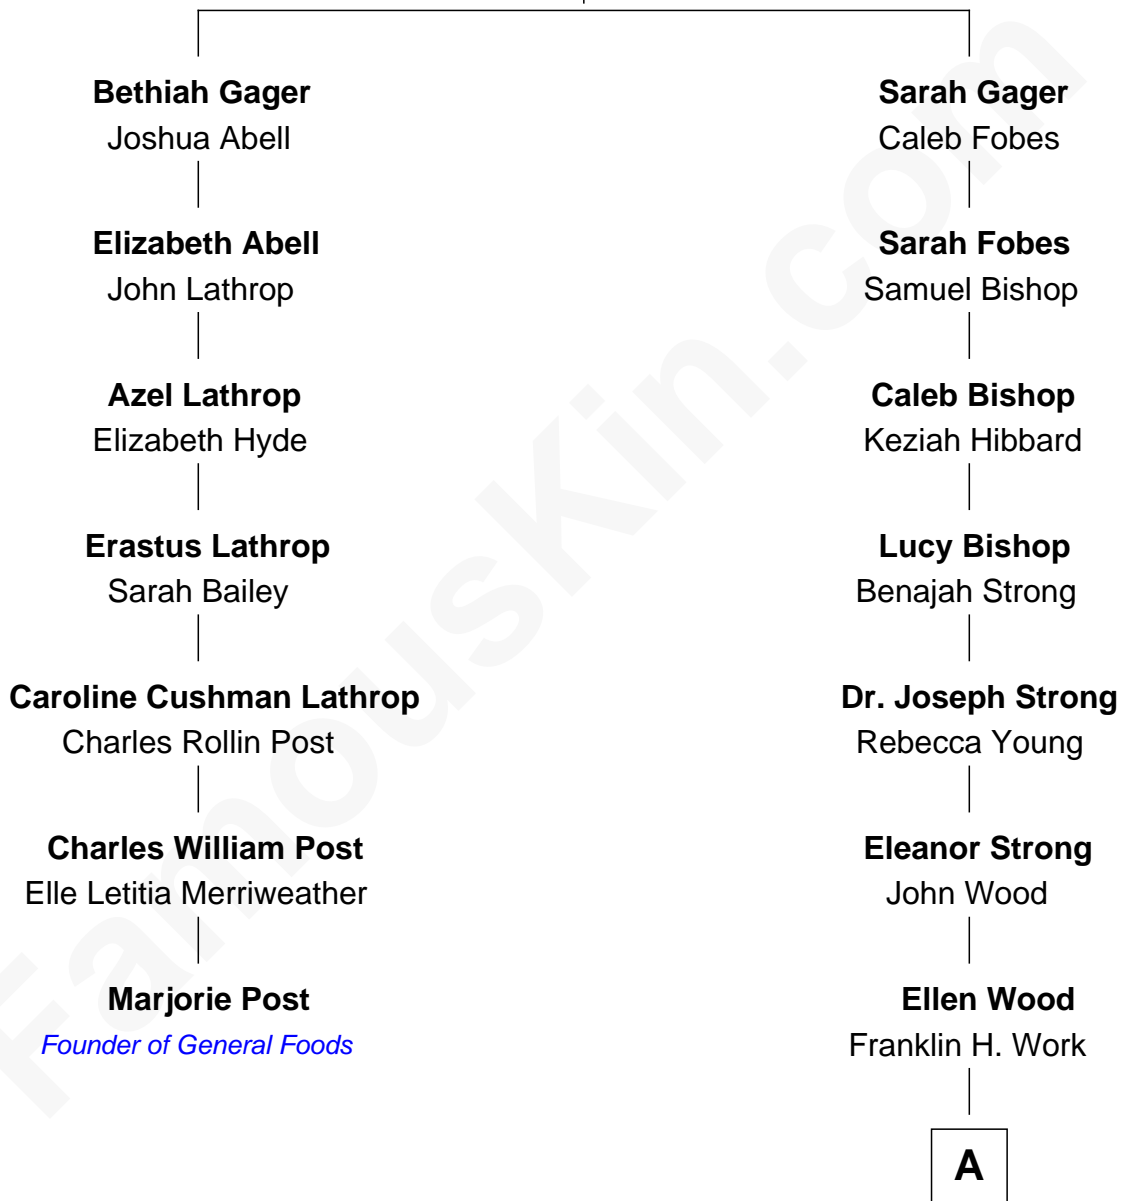 Bethiah Gager
Joshua Abell
Elizabeth Abell
John Lathrop
Azel Lathrop
Elizabeth Hyde
Erastus Lathrop
Sarah Bailey
Caroline Cushman Lathrop
Charles Rollin Post
Charles William Post
Elle Letitia Merriweather
Marjorie Post
Founder of General Foods
Sarah Gager
Caleb Fobes
Sarah Fobes
Samuel Bishop
Caleb Bishop
Keziah Hibbard
Lucy Bishop
Benajah Strong
Dr. Joseph Strong
Rebecca Young
Eleanor Strong
John Wood
Ellen Wood
Franklin H. Work
A
FamousKin.com